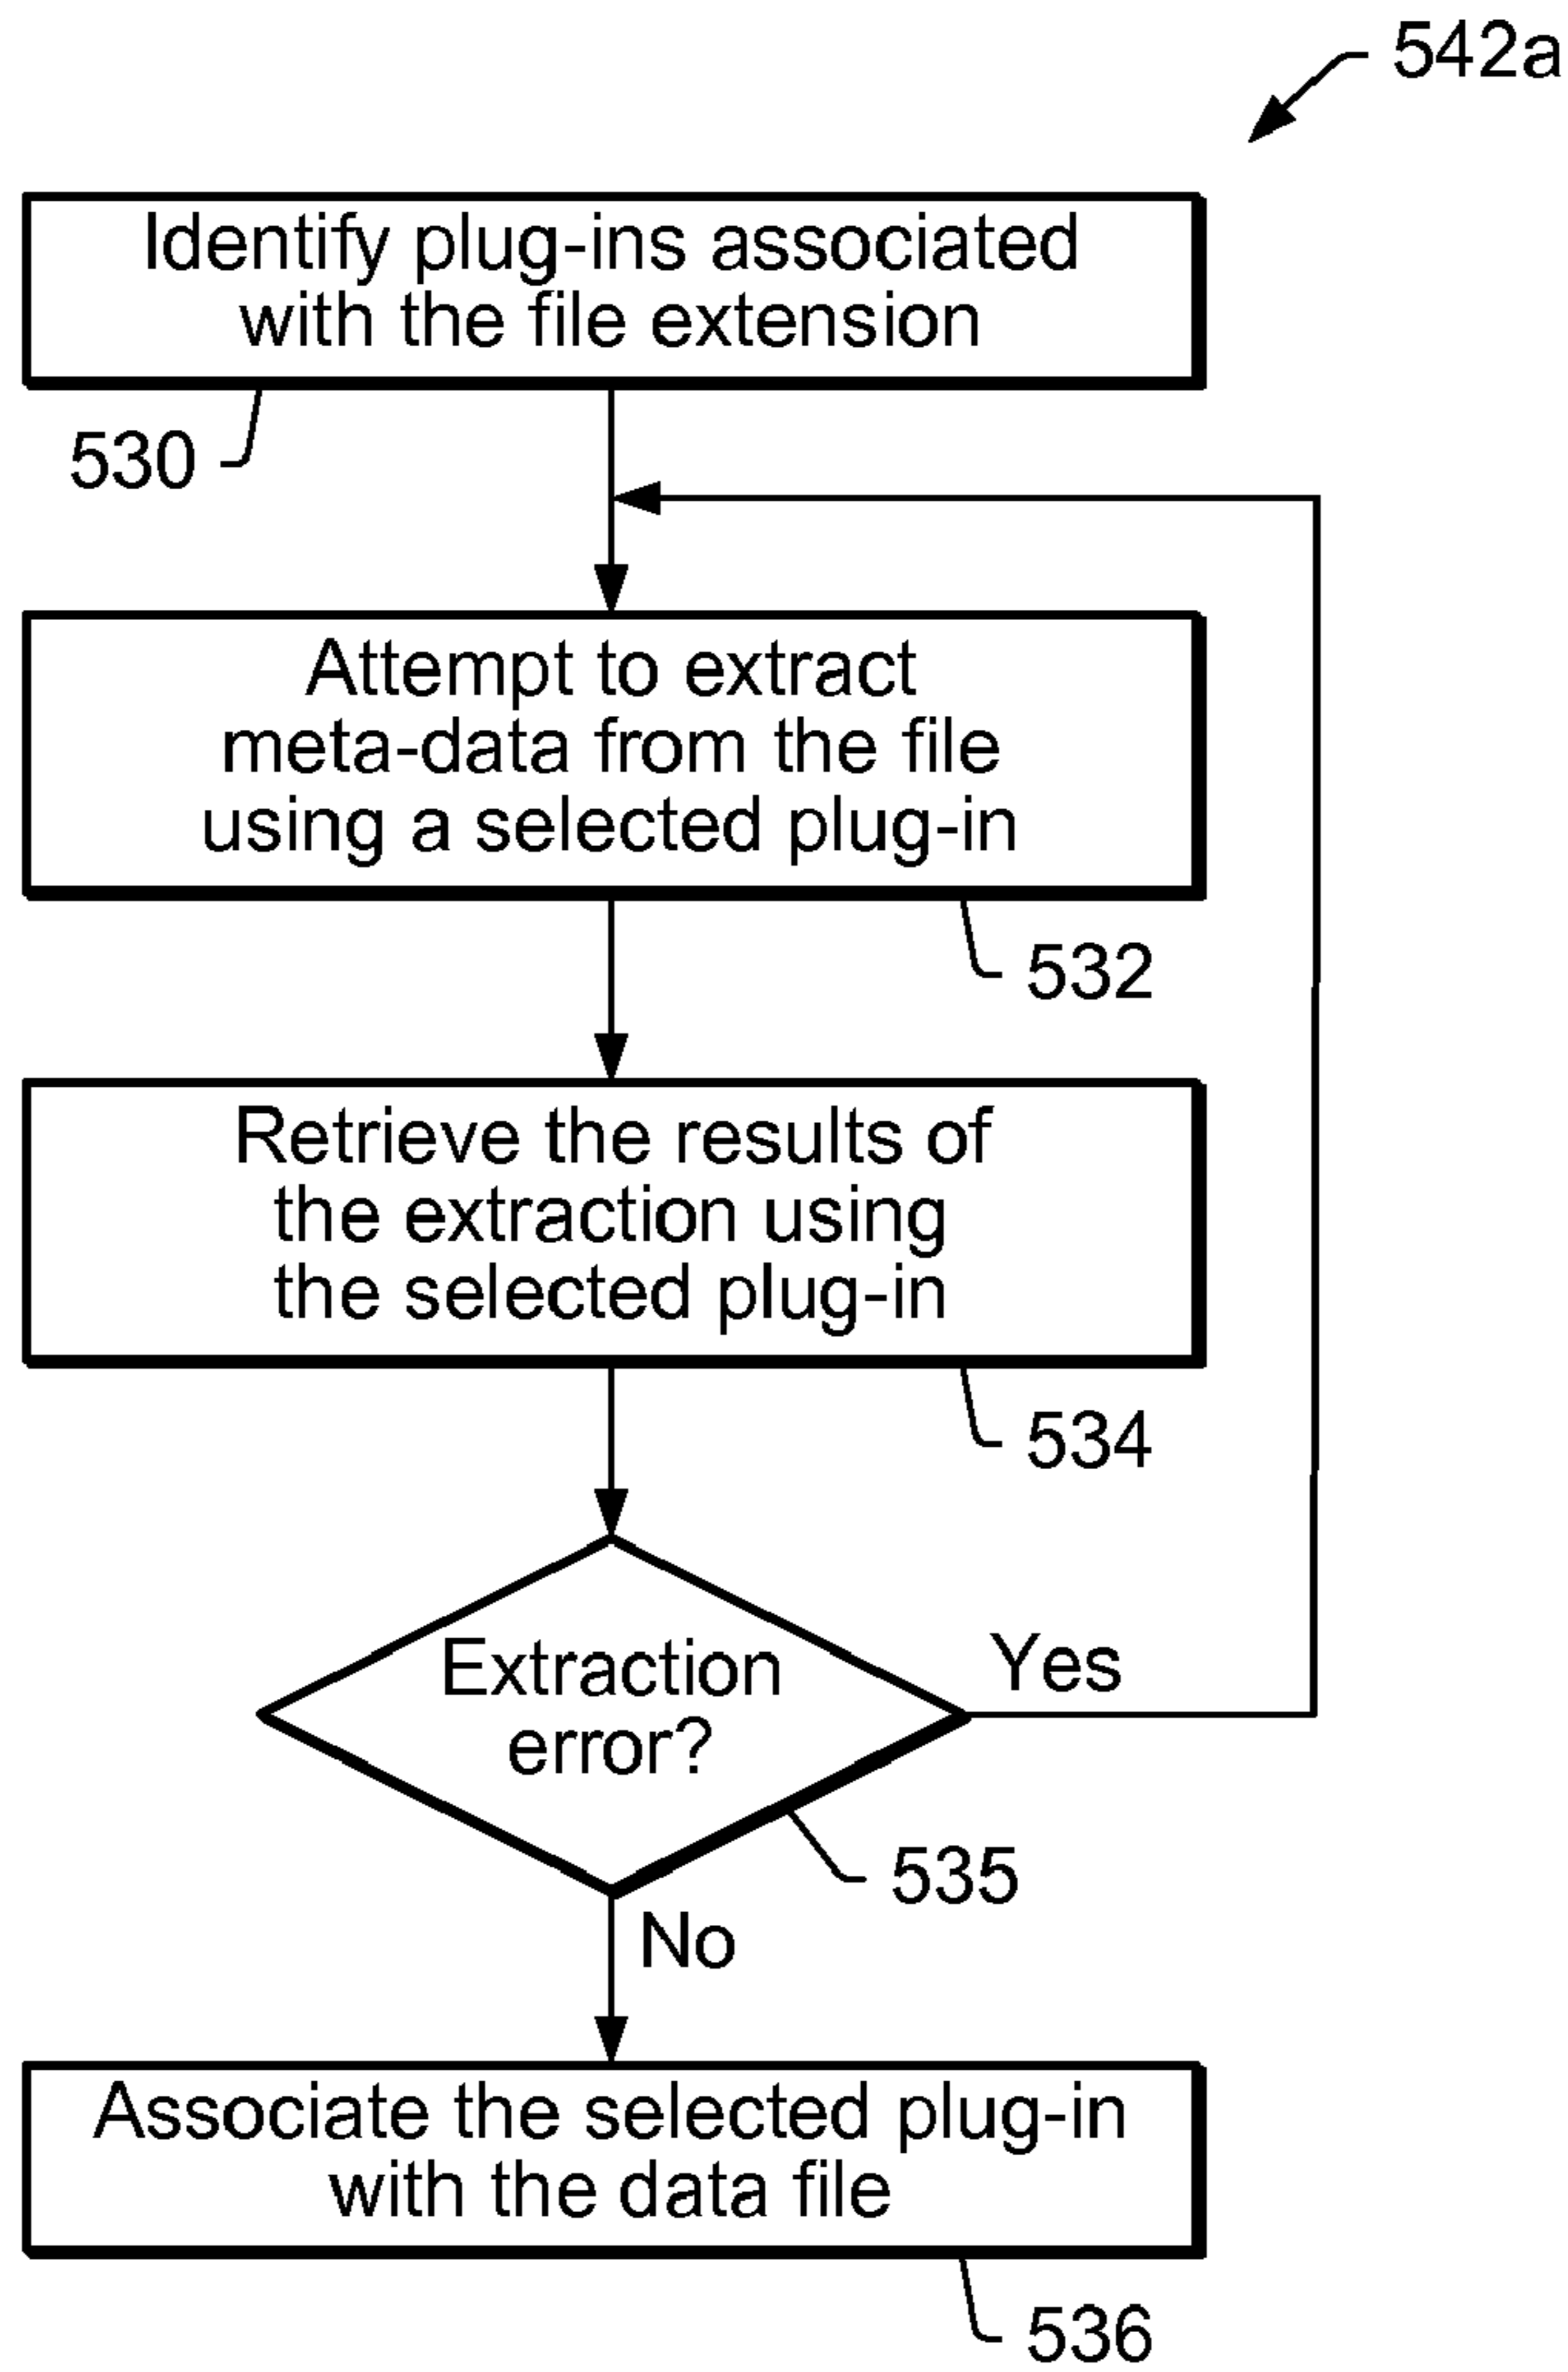 542a
Identify plug-ins associated
with the file extension
530
Attempt to extract
meta-data from the file
using a selected plug-in
532
Retrieve the results of
the extraction using
the selected plug-in
534
Extraction
error?
Yes
535
No
Associate the selected plug-in
with the data file
536